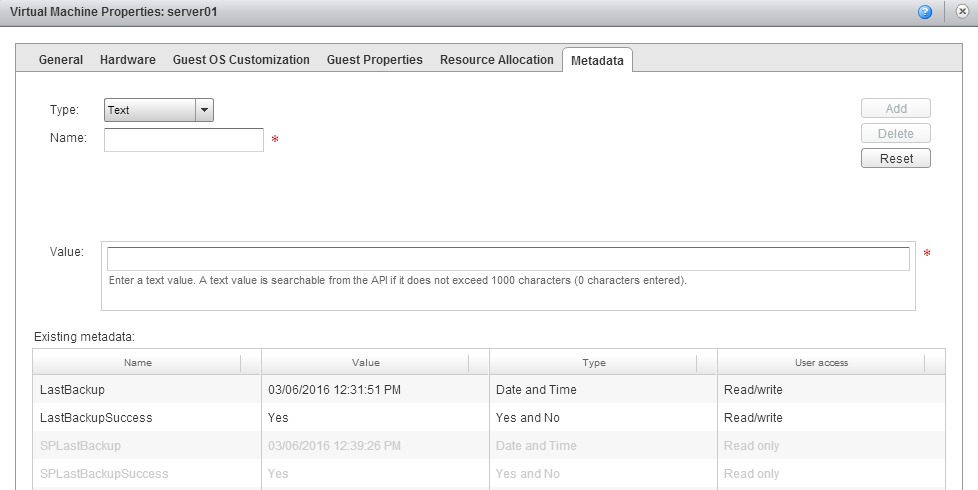 Virtual Machine Properties: server01
General Hardware Guest OS Customization Guest Properties Resource Allocation Metadata
Type: Text Add
Name: * Delete
Reset
Value: *
Enter a text value. A text value is searchable from the API if it does not exceed 1000 characters (0 characters entered).
Existing metadata:
Name Value Type User access
LastBackup 03/06/2016 12:31:51 PM Date and Time Read/write
LastBackupSuccess Yes Yes and No Read/write
SPLastBackup 03/06/2016 12:39:26 PM Date and Time Read only
SPLastBackupSuccess Yes Yes and No Read only